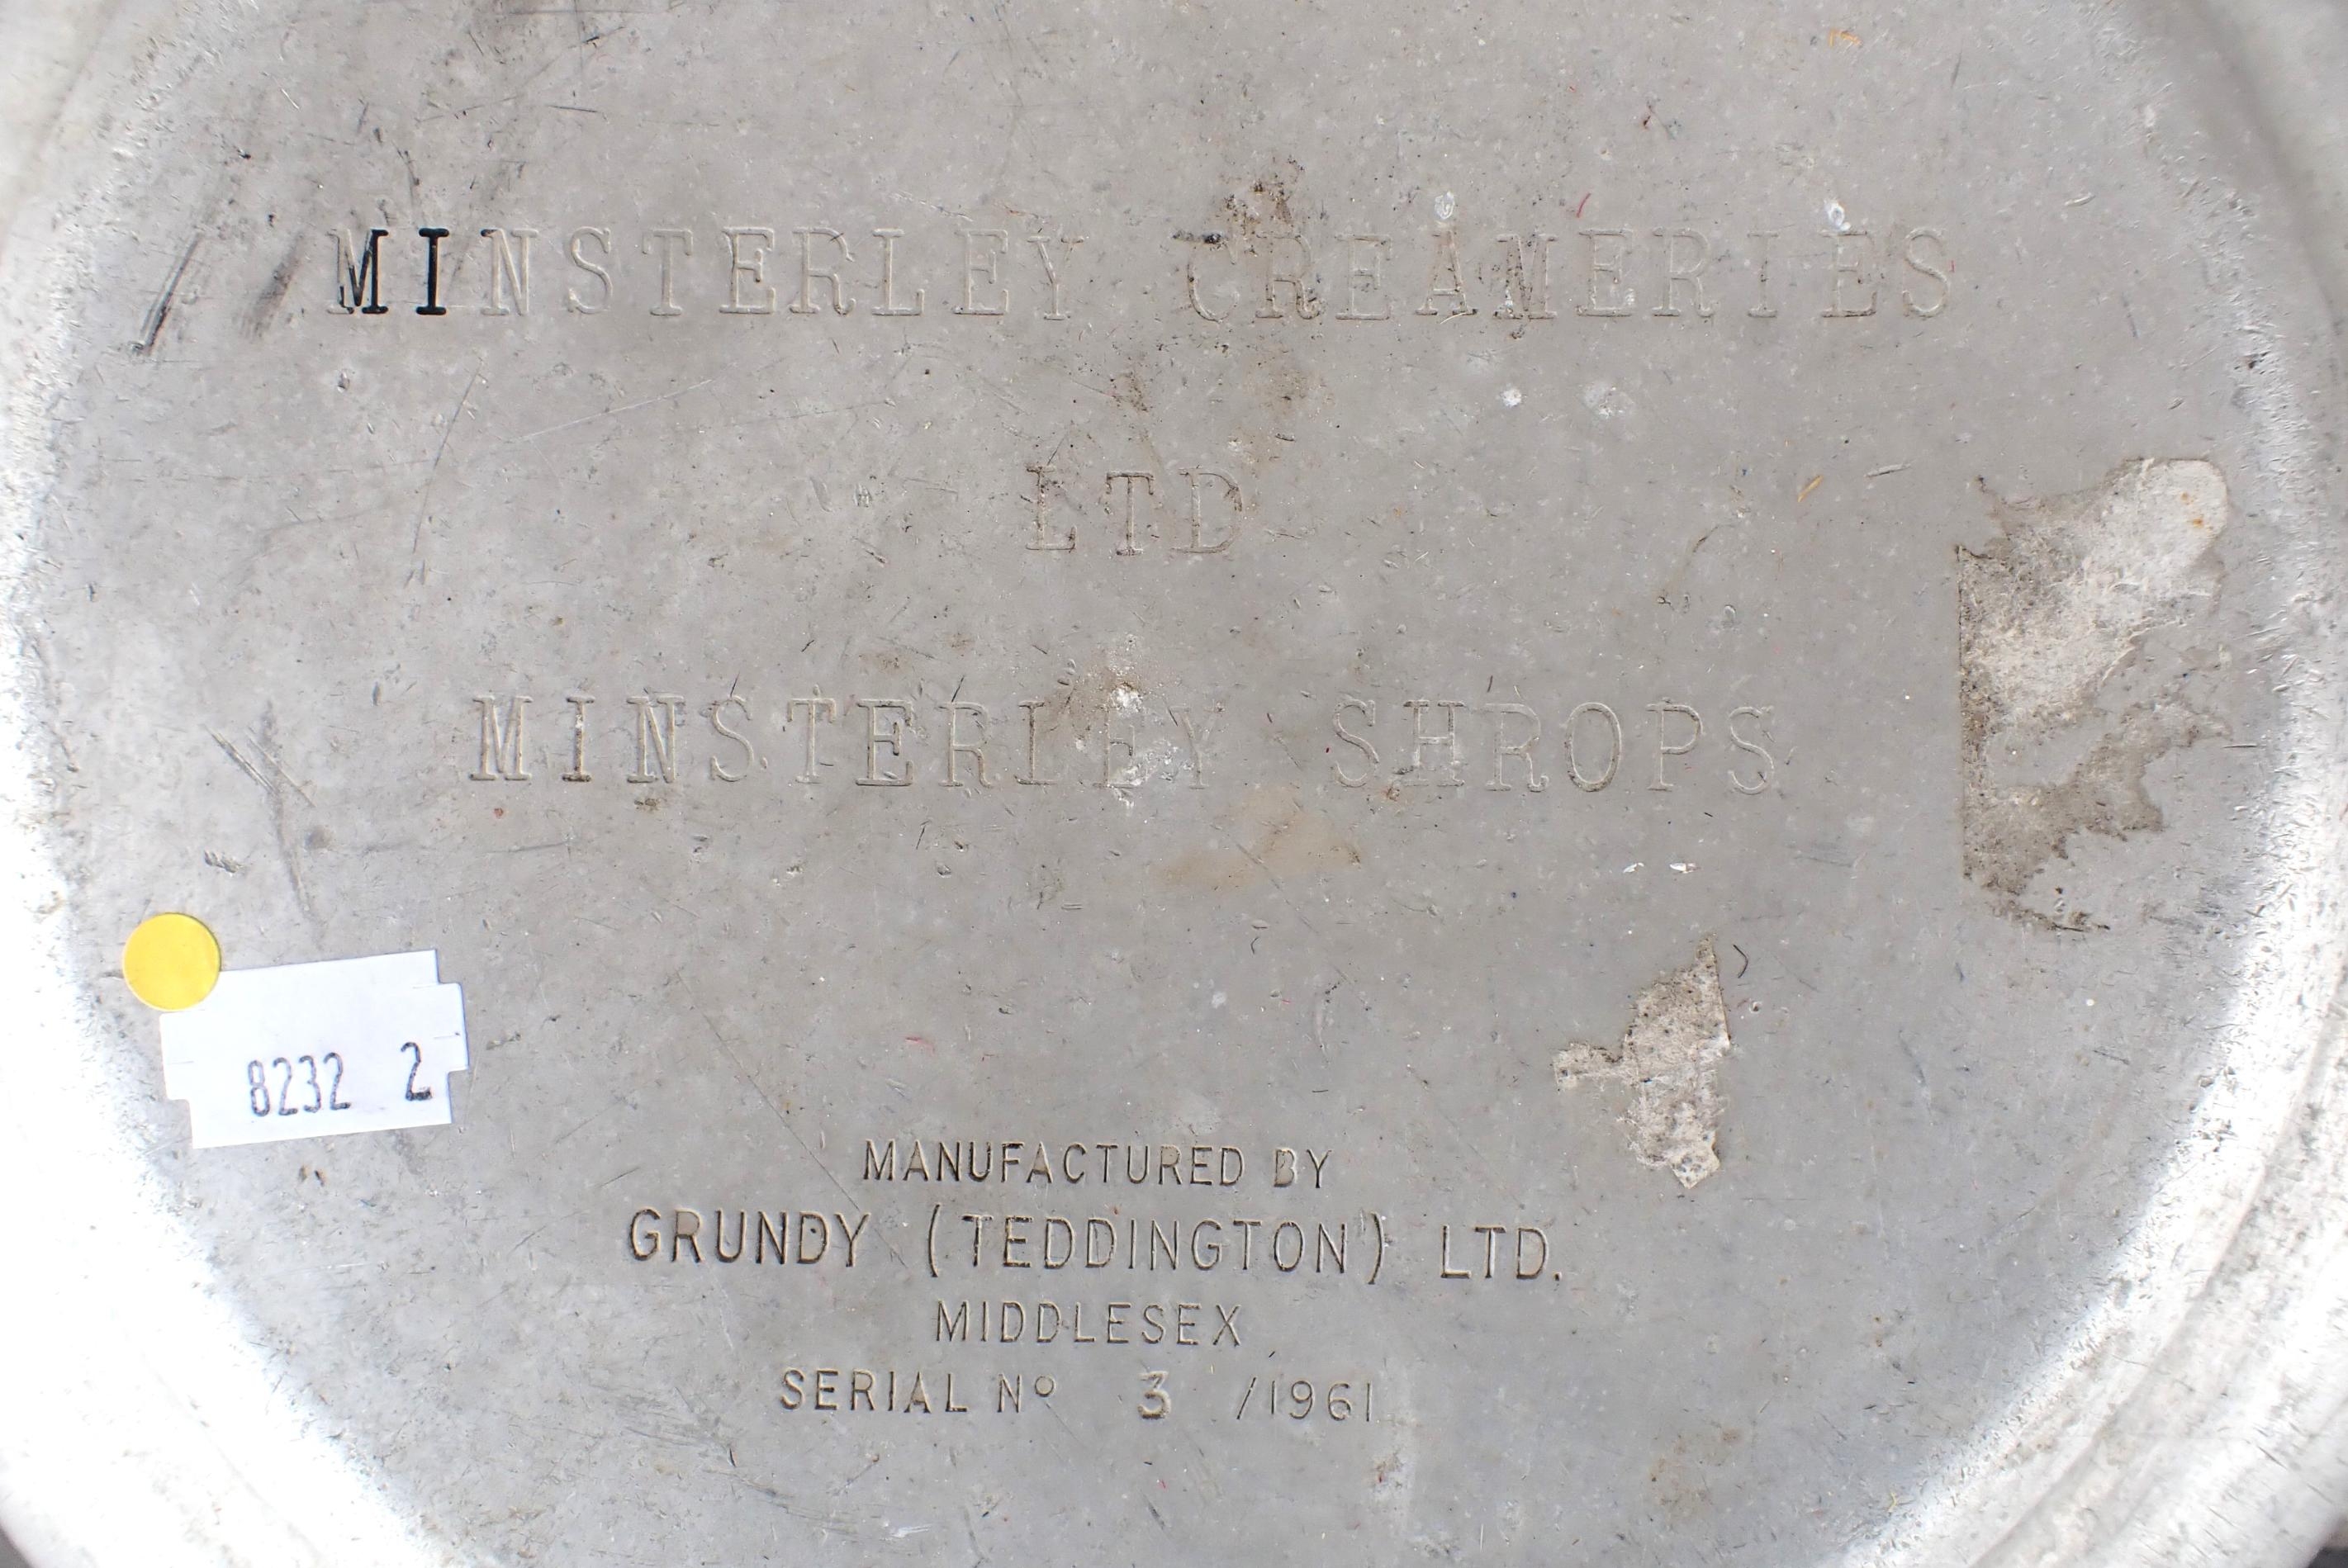 MINSTERLEY CREAMERIES
LTD
MINSTERLEY SHROPS
8232 2
MANUFACTURED BY
GRUNDY (TEDDINGTON) LTD.
MIDDLESEX
SERIAL Nº 3 /1961